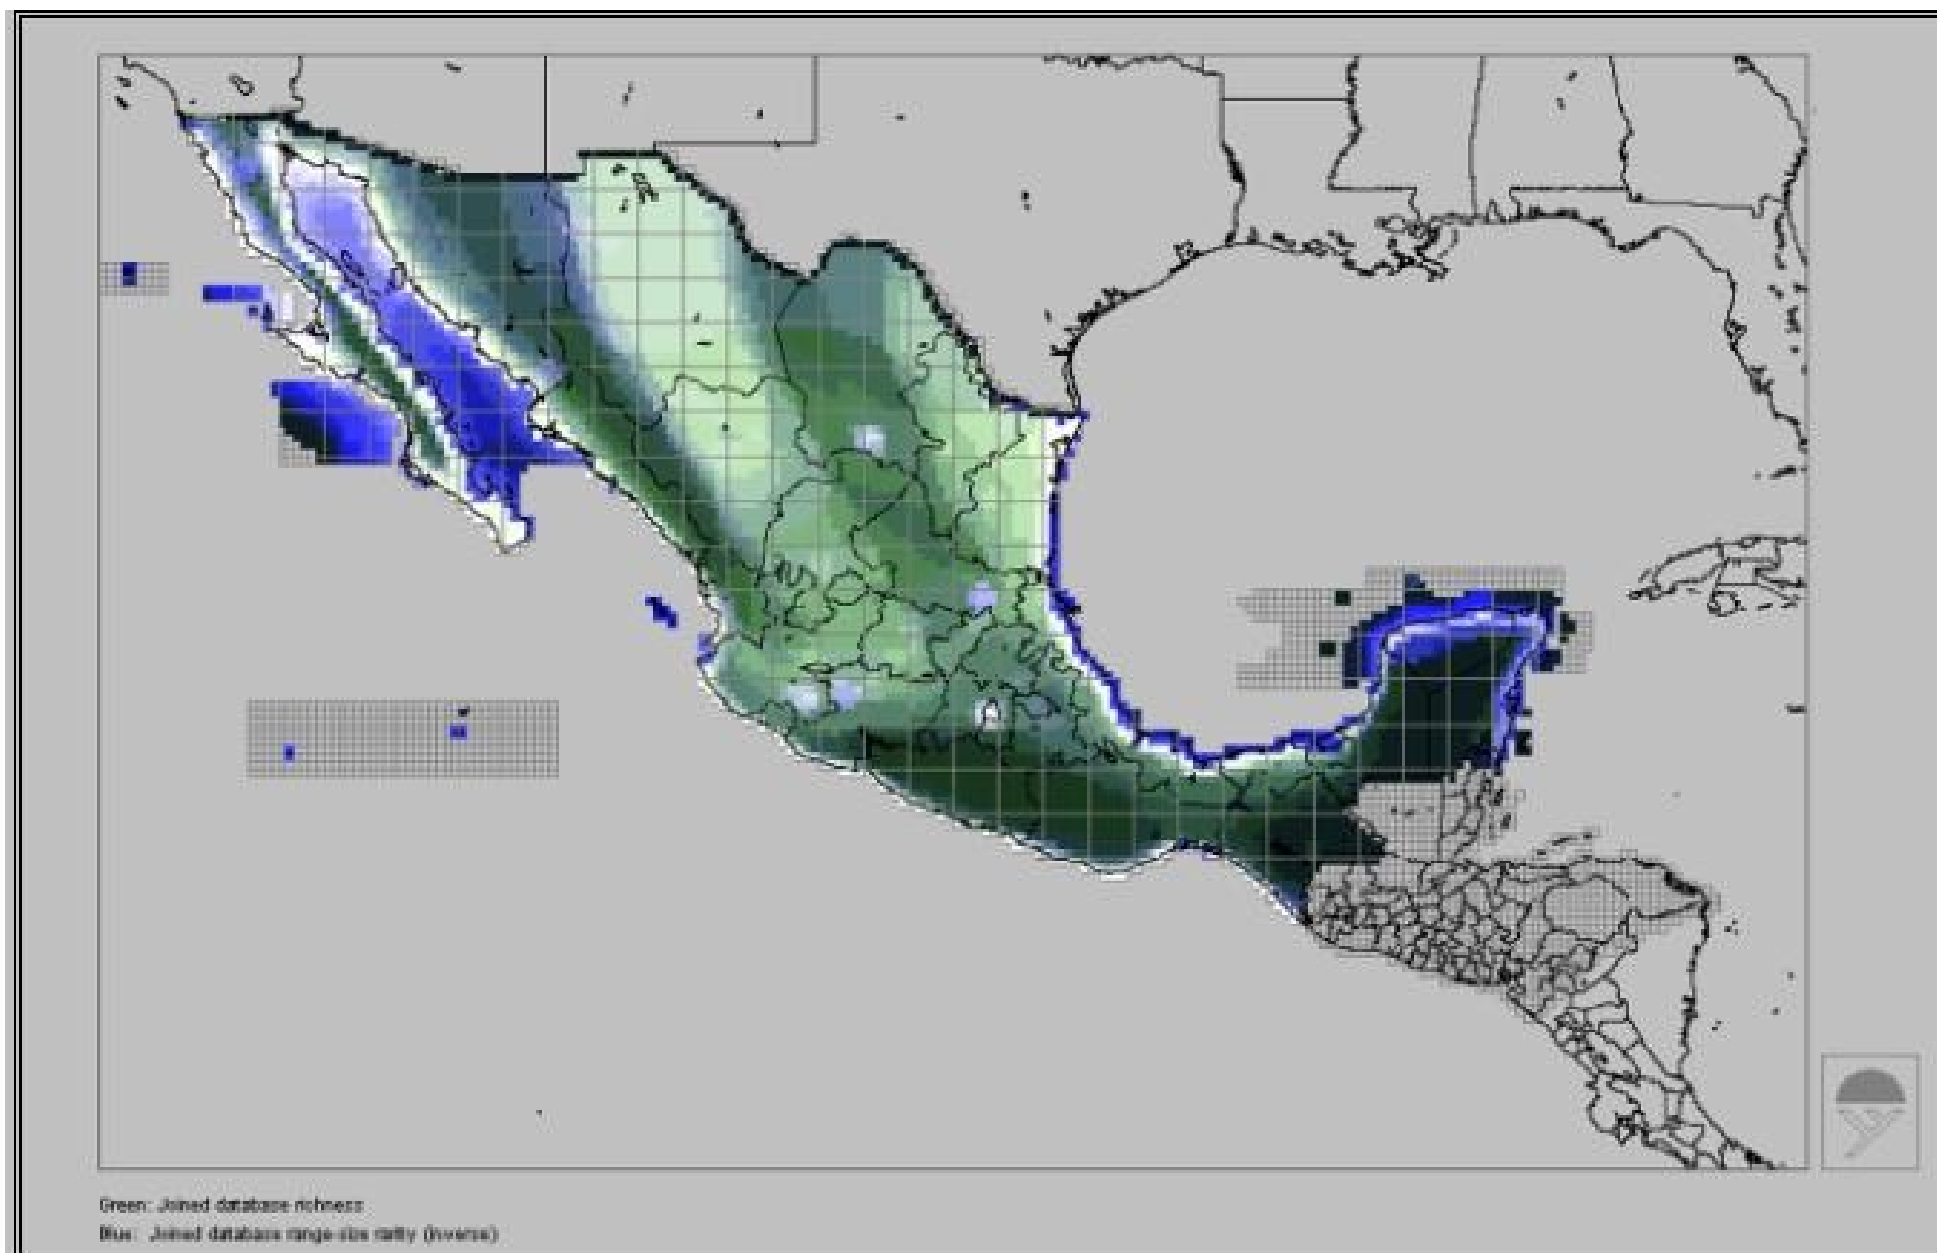 Green: Joined database richness
Blue: Joined database range-size rarity (inverse)